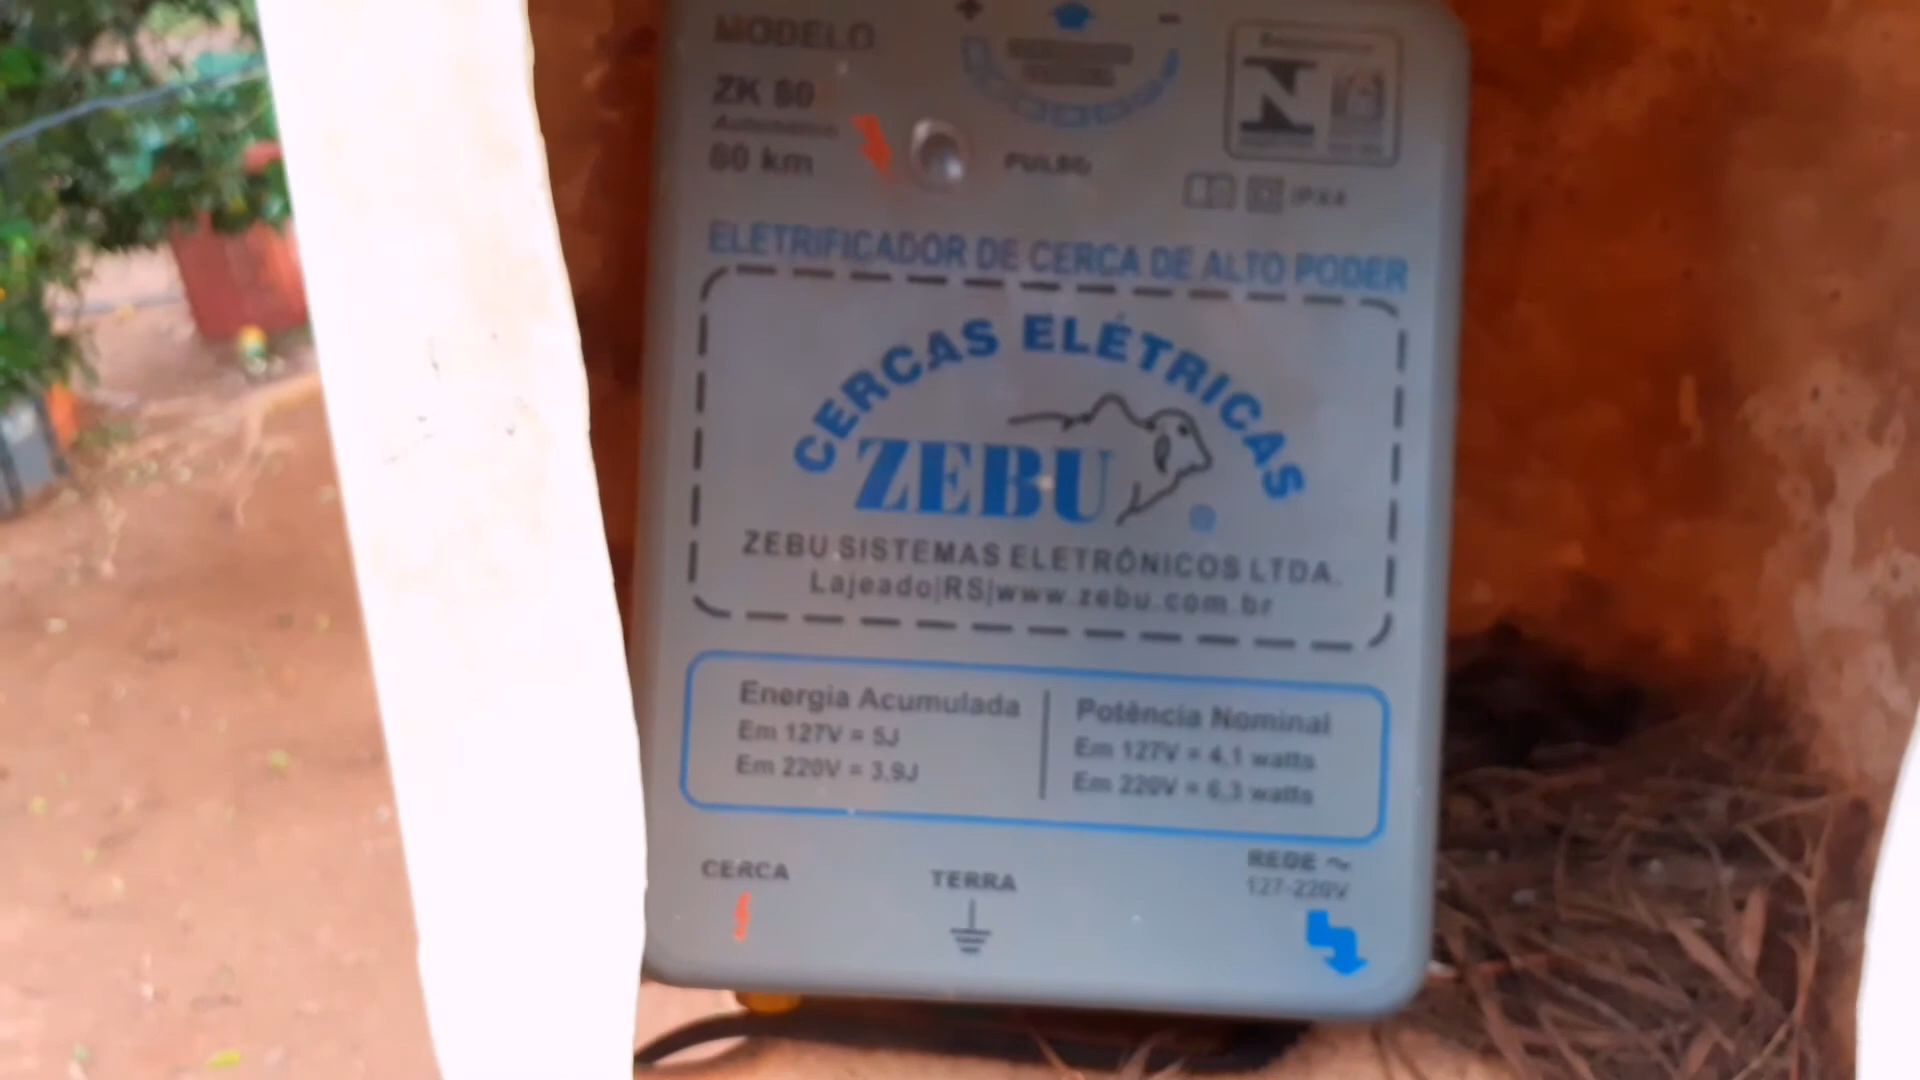 MODELO
ZK 80
Automático
80 km
PULSO
IPX4
ELETRIFICADOR DE CERCA DE ALTO PODER
CERCAS ELÉTRICAS
ZEBU
®
ZEBU SISTEMAS ELETRÔNICOS LTDA.
Lajeado|RS|www.zebu.com.br
Energia Acumulada
Em 127V = 5J
Em 220V = 3,9J
Potência Nominal
Em 127V = 4,1 watts
Em 220V = 6,3 watts
CERCA
TERRA
REDE ~
127-220V